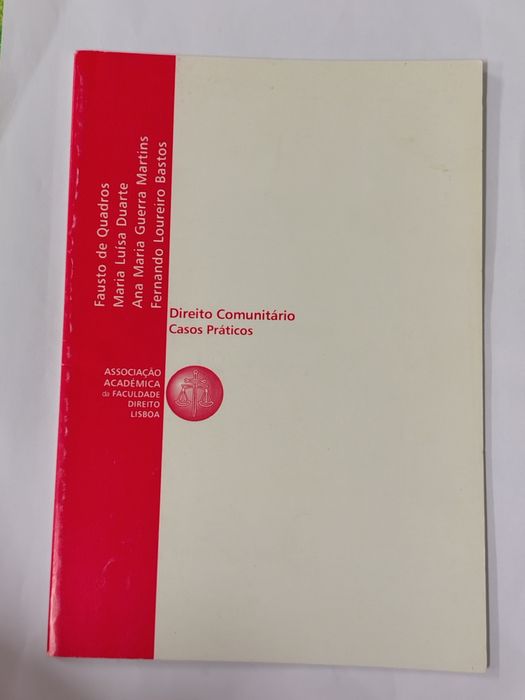 Fausto de Quadros
Maria Luísa Duarte
Ana Maria Guerra Martins
Fernando Loureiro Bastos
Direito Comunitário
Casos Práticos
ASSOCIAÇÃO
ACADÉMICA
da FACULDADE
DIREITO
LISBOA